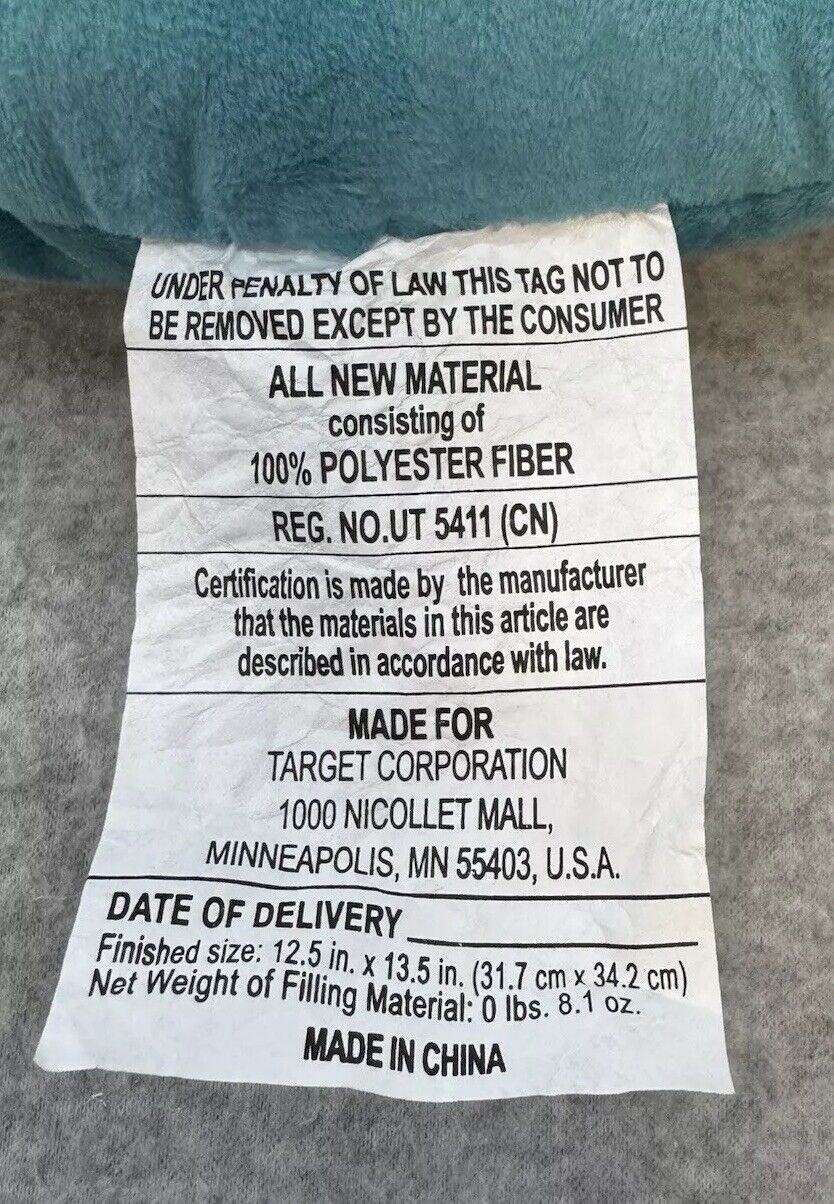 UNDER PENALTY OF LAW THIS TAG NOT TO
BE REMOVED EXCEPT BY THE CONSUMER
ALL NEW MATERIAL
consisting of
100% POLYESTER FIBER
REG. NO.UT 5411 (CN)
Certification is made by the manufacturer
that the materials in this article are
described in accordance with law.
MADE FOR
TARGET CORPORATION
1000 NICOLLET MALL,
MINNEAPOLIS, MN 55403, U.S.A.
DATE OF DELIVERY
Finished size: 12.5 in. x 13.5 in. (31.7 cm x 34.2 cm)
Net Weight of Filling Material: 0 lbs. 8.1 oz.
MADE IN CHINA